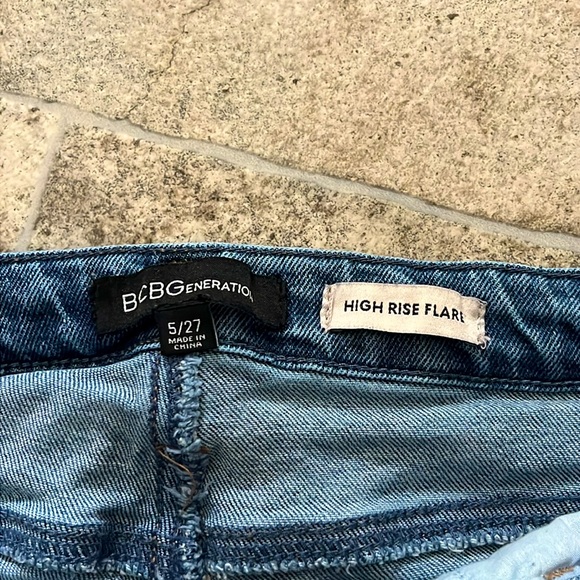 BCBGENERATION
5/27
MADE IN
CHINA
HIGH RISE FLARE